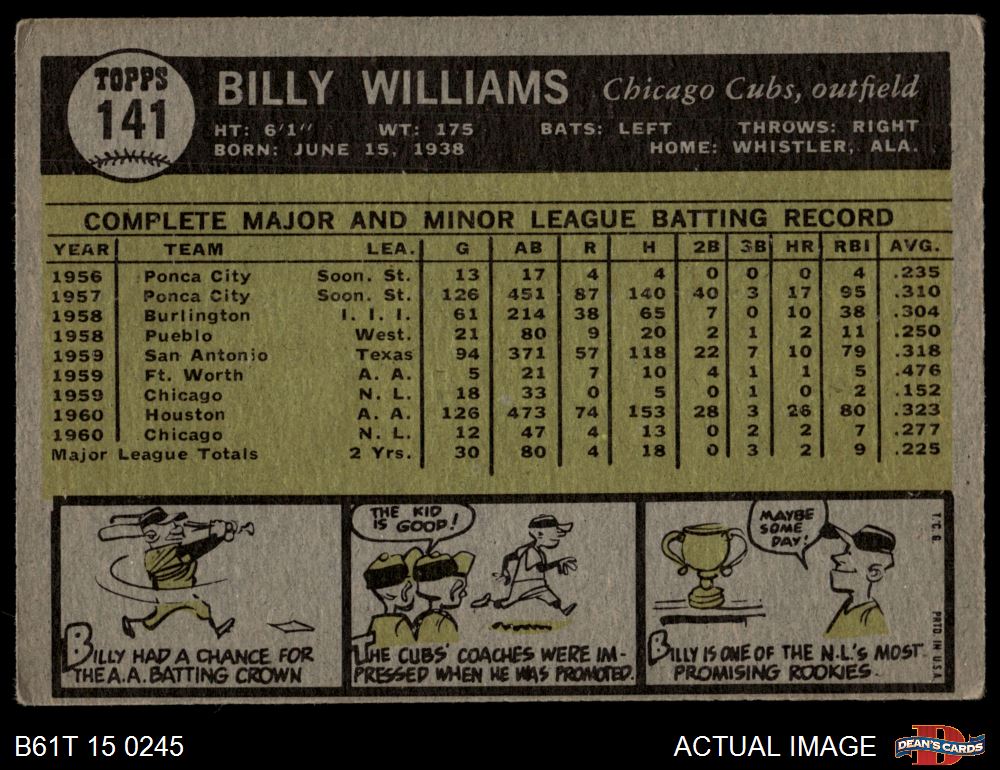 TOPPS
141
BILLY WILLIAMS Chicago Cubs, outfield
HT: 6'1" WT: 175 BATS: LEFT THROWS: RIGHT
BORN: JUNE 15, 1938 HOME: WHISTLER, ALA.
COMPLETE MAJOR AND MINOR LEAGUE BATTING RECORD
YEAR TEAM LEA. G AB R H 2B 3B HR RBI AVG.
1956 Ponca City Soon. St. 13 17 4 4 0 0 0 4 .235
1957 Ponca City Soon. St. 126 451 87 140 40 3 17 95 .310
1958 Burlington I. I. I. 61 214 38 65 7 0 10 38 .304
1958 Pueblo West. 21 80 9 20 2 1 2 11 .250
1959 San Antonio Texas 94 371 57 118 22 7 10 79 .318
1959 Ft. Worth A. A. 5 21 7 10 4 1 1 5 .476
1959 Chicago N. L. 18 33 0 5 0 1 0 2 .152
1960 Houston A. A. 126 473 74 153 28 3 26 80 .323
1960 Chicago N. L. 12 47 4 13 0 2 2 7 .277
Major League Totals 2 Yrs. 30 80 4 18 0 3 2 9 .225
BILLY HAD A CHANCE FOR
THE A.A. BATTING CROWN
THE KID
IS GOOD!
THE CUBS' COACHES WERE IM-
PRESSED WHEN HE WAS PROMOTED.
MAYBE
SOME
DAY!
BILLY IS ONE OF THE N.L.'S MOST
PROMISING ROOKIES.
T.C.G.
PRTD. IN U.S.A.
B61T 15 0245
ACTUAL IMAGE
D
DEAN'S CARDS